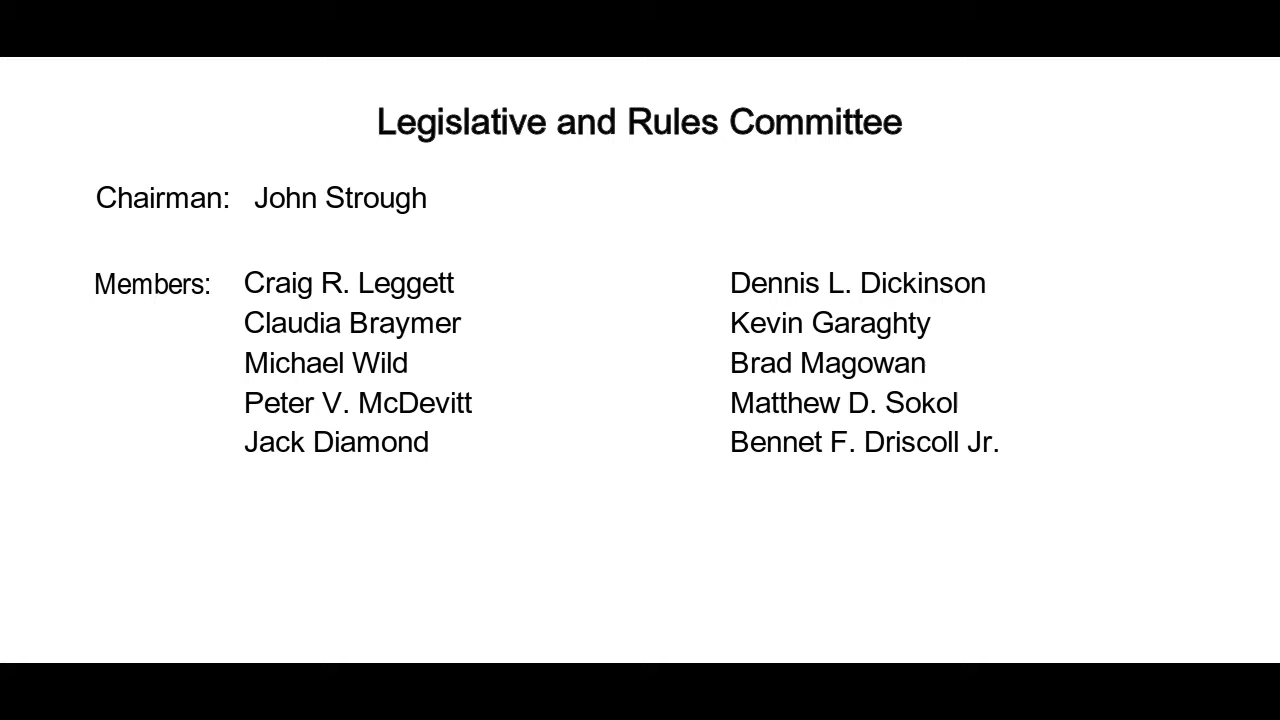 Legislative and Rules Committee
Chairman: John Strough
Members: Craig R. Leggett Dennis L. Dickinson
Claudia Braymer Kevin Garaghty
Michael Wild Brad Magowan
Peter V. McDevitt Matthew D. Sokol
Jack Diamond Bennet F. Driscoll Jr.